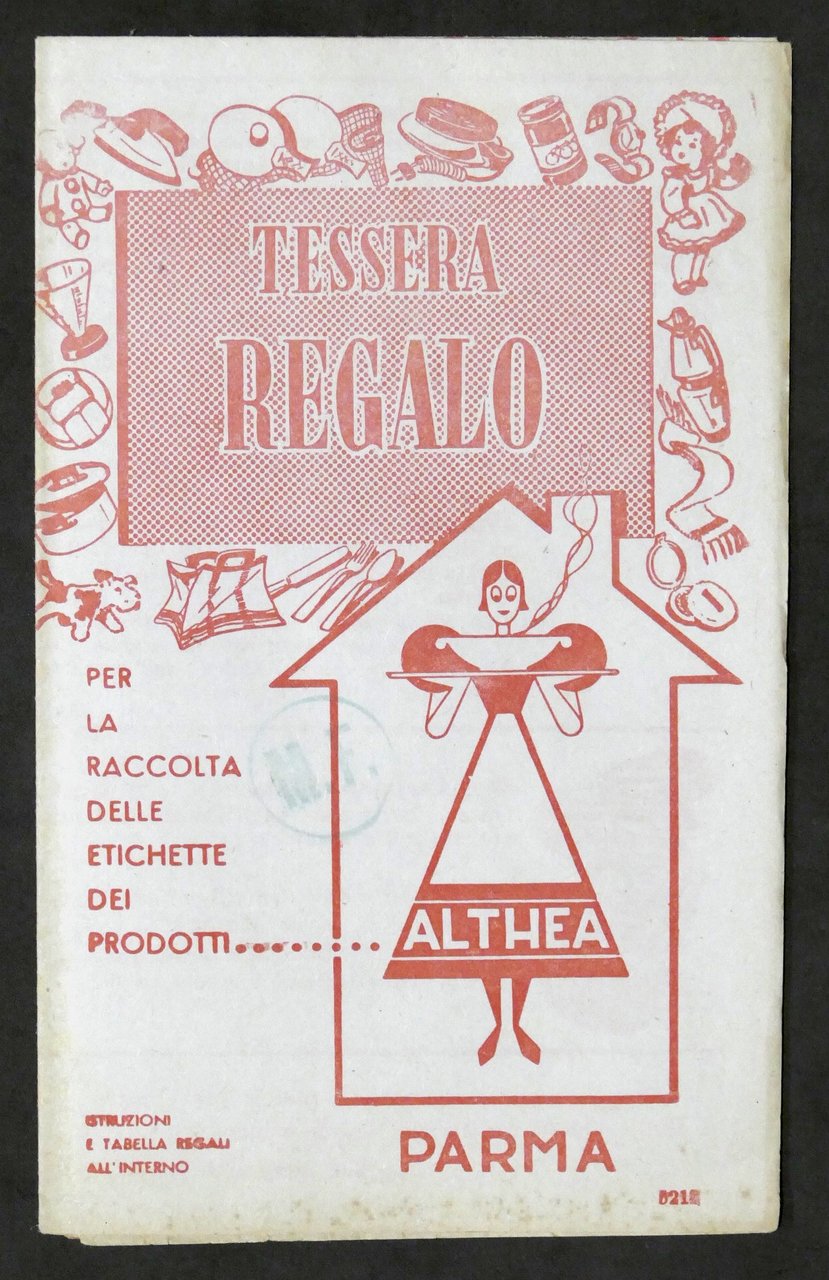 TESSERA
REGALO
PER
LA
RACCOLTA
DELLE
ETICHETTE
DEI
PRODOTTI........
ALTHEA
ISTRUZIONI
E TABELLA REGALI
ALL'INTERNO
PARMA